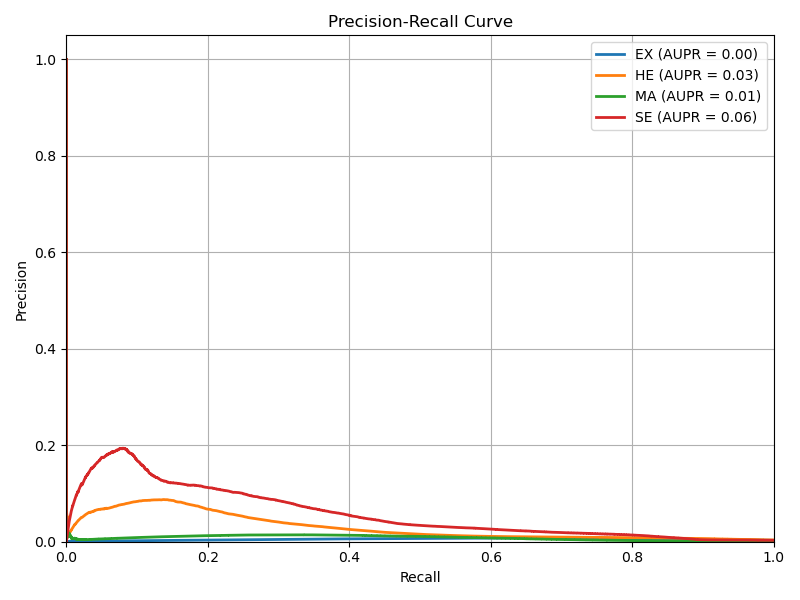 Precision-Recall Curve
EX (AUPR = 0.00)
HE (AUPR = 0.03)
MA (AUPR = 0.01)
SE (AUPR = 0.06)
Precision
1.0
0.8
0.6
0.4
0.2
0.0
0.0 0.2 0.4 0.6 0.8 1.0
Recall